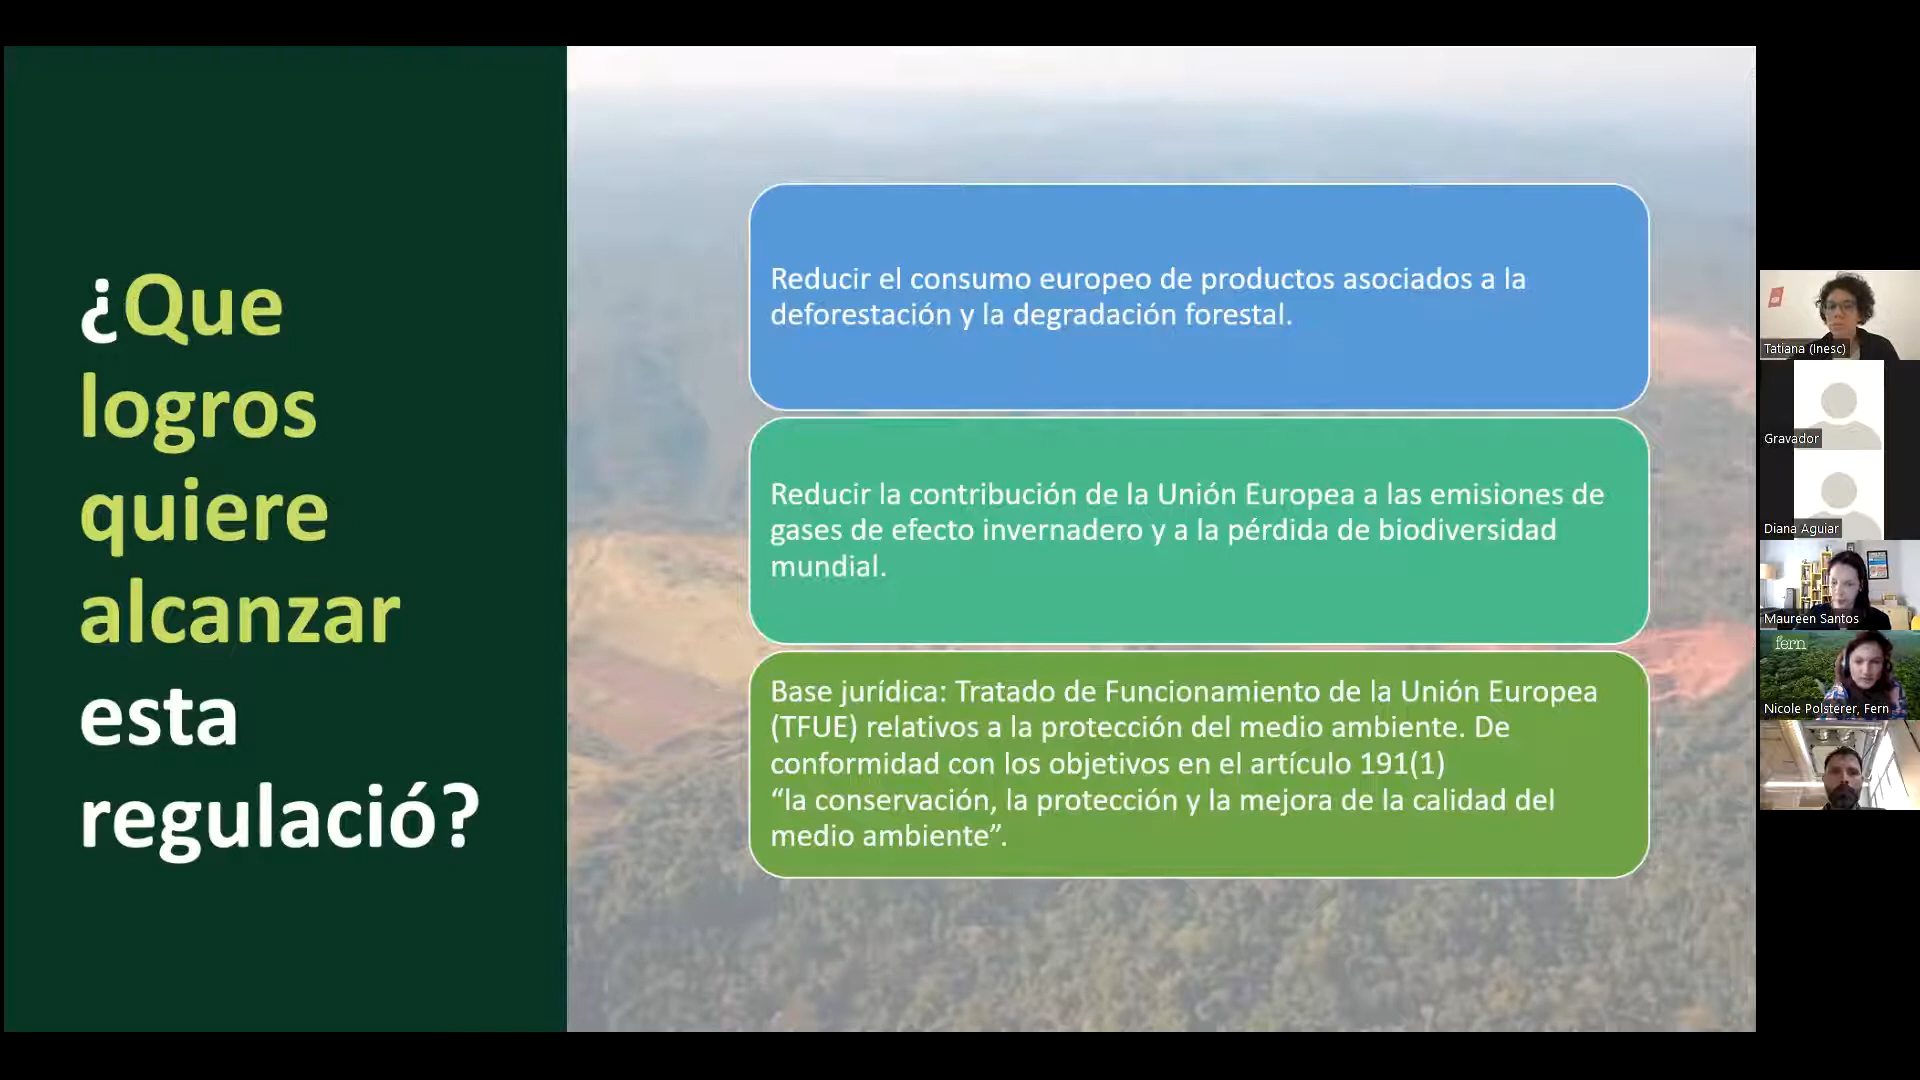 ¿Que
logros
quiere
alcanzar
esta
regulació?
Reducir el consumo europeo de productos asociados a la
deforestación y la degradación forestal.
Reducir la contribución de la Unión Europea a las emisiones de
gases de efecto invernadero y a la pérdida de biodiversidad
mundial.
Base jurídica: Tratado de Funcionamiento de la Unión Europea
(TFUE) relativos a la protección del medio ambiente. De
conformidad con los objetivos en el artículo 191(1)
“la conservación, la protección y la mejora de la calidad del
medio ambiente”.
Tatiana (Inesc)
Gravador
Diana Aguiar
Maureen Santos
fern
Nicole Polsterer, Fern